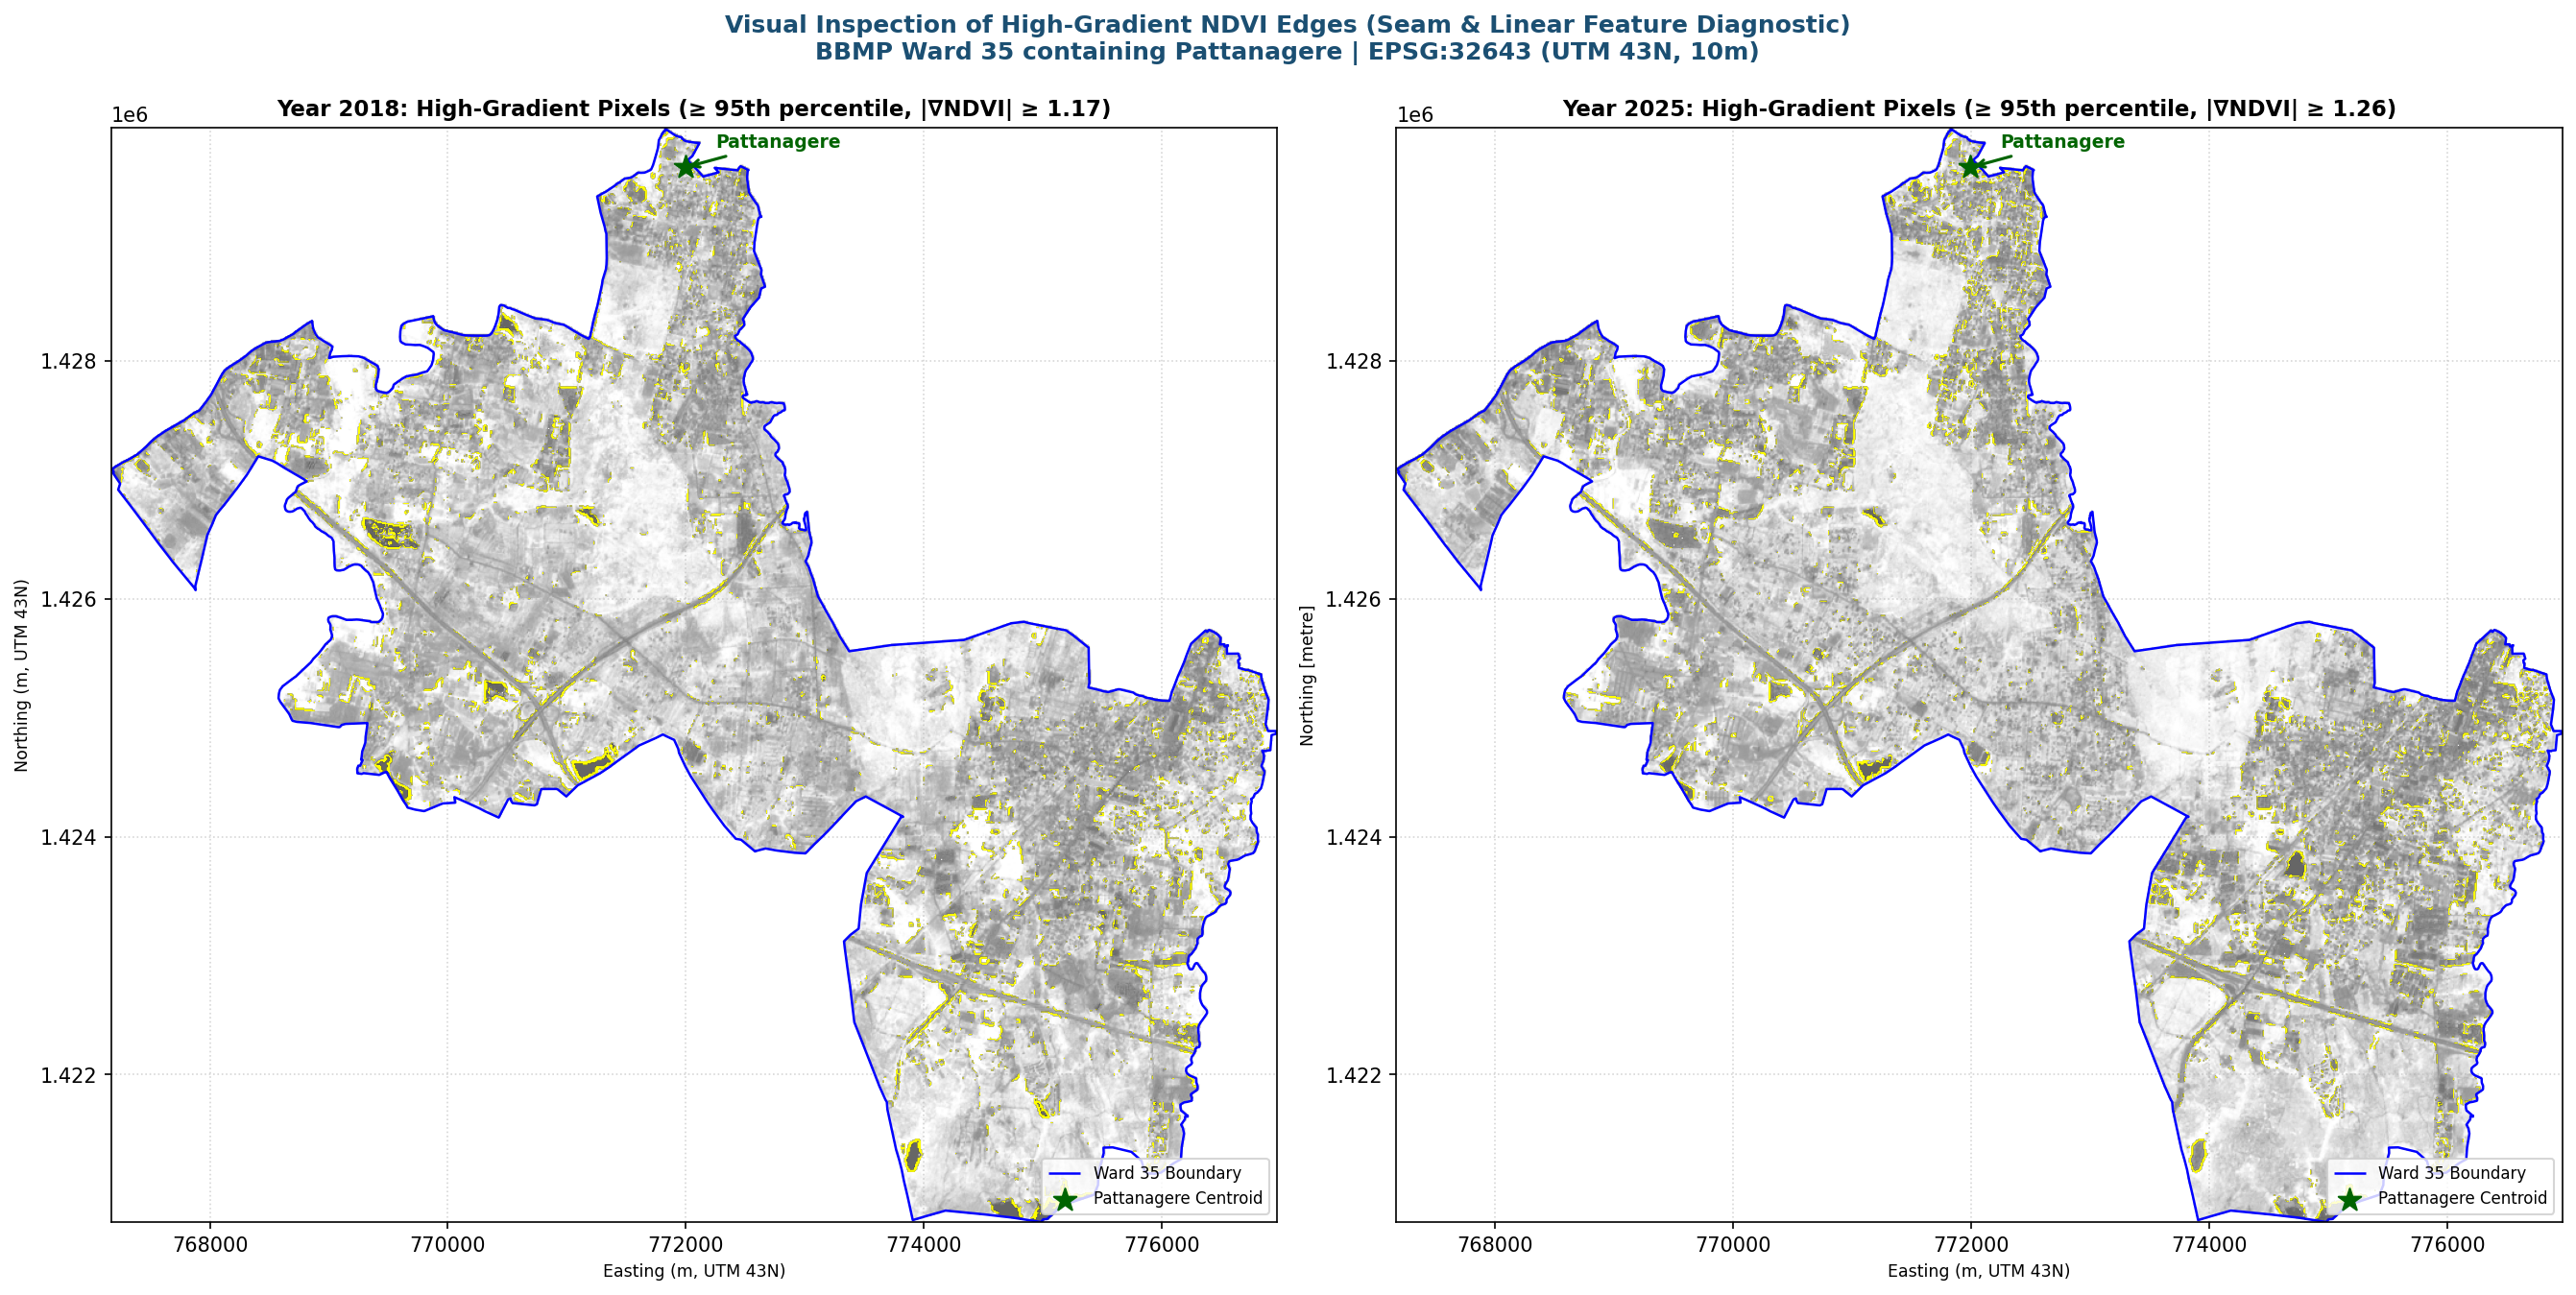 Visual Inspection of High-Gradient NDVI Edges (Seam & Linear Feature Diagnostic)
BBMP Ward 35 containing Pattanagere | EPSG:32643 (UTM 43N, 10m)
Year 2018: High-Gradient Pixels (≥ 95th percentile, |∇NDVI| ≥ 1.17)
1e6
Pattanagere
1.428
1.426
1.424
1.422
Northing (m, UTM 43N)
Ward 35 Boundary
Pattanagere Centroid
768000
770000
772000
774000
776000
Easting (m, UTM 43N)
Year 2025: High-Gradient Pixels (≥ 95th percentile, |∇NDVI| ≥ 1.26)
1e6
Pattanagere
1.428
1.426
1.424
1.422
Northing [metre]
Ward 35 Boundary
Pattanagere Centroid
768000
770000
772000
774000
776000
Easting (m, UTM 43N)